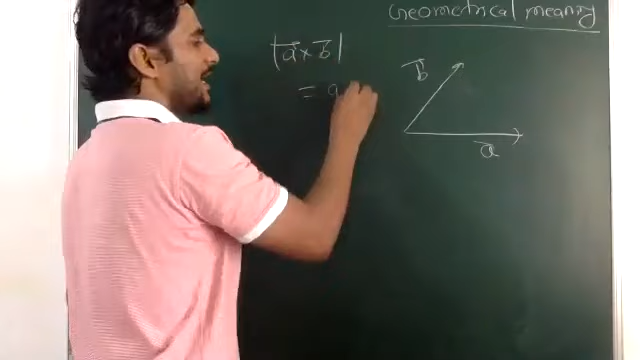 Geometrical meaning
|a⃗ × b⃗|
= a
b⃗
a⃗